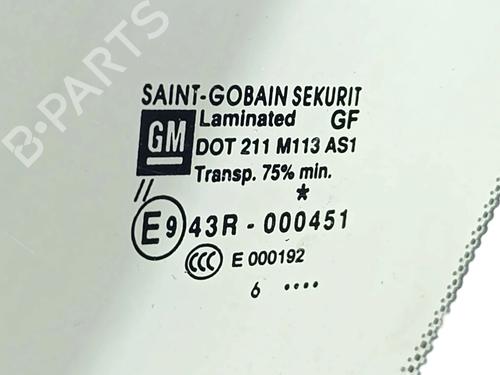 B-PARTS
SAINT-GOBAIN SEKURIT
GM Laminated GF
DOT 211 M113 AS1
Transp. 75% min.
// *
E9 43R - 000451
CCC E 000192
6 ••••